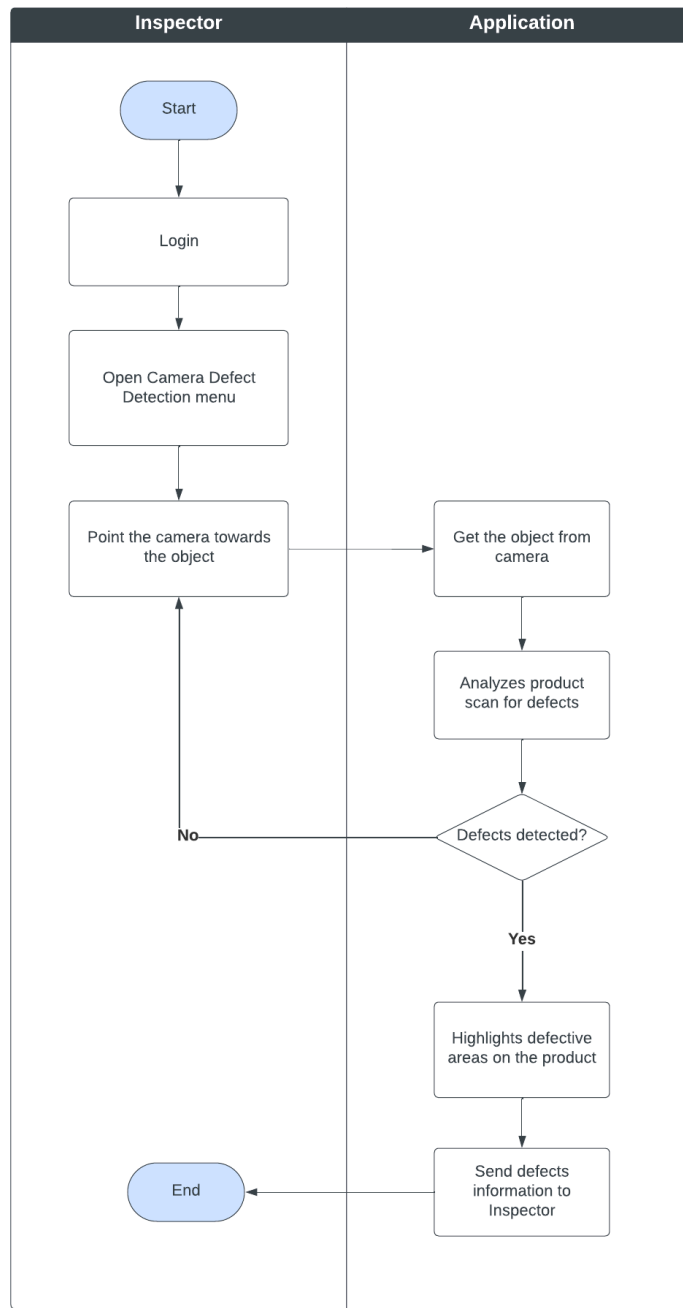 Inspector
Application
Start
Login
Open Camera Defect
Detection menu
Point the camera towards
the object
Get the object from
camera
Analyzes product
scan for defects
Defects detected?
No
Yes
Highlights defective
areas on the product
Send defects
information to
Inspector
End